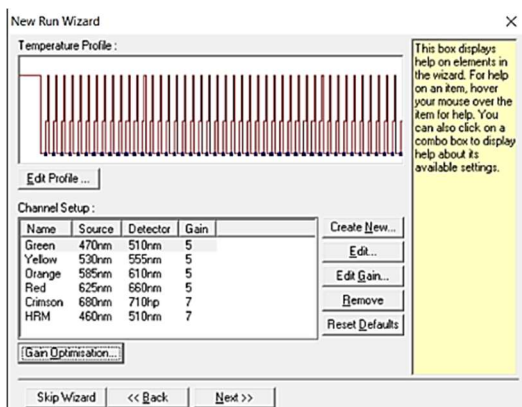 New Run Wizard
Temperature Profile :
Edit Profile ...
Channel Setup :
Name Source Detector Gain
Green 470nm 510nm 5
Yellow 530nm 555nm 5
Orange 585nm 610nm 5
Red 625nm 660nm 5
Crimson 680nm 710hp 7
HRM 460nm 510nm 7
Create New...
Edit...
Edit Gain...
Remove
Reset Defaults
Gain Optimisation...
This box displays
help on elements in
the wizard. For help
on an item, hover
your mouse over the
item for help. You
can also click on a
combo box to display
help about its
available settings.
Skip Wizard << Back Next >>